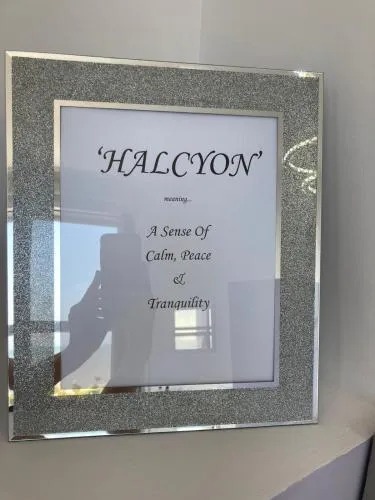 'HALCYON'
meaning...
A Sense Of
Calm, Peace
&
Tranquility